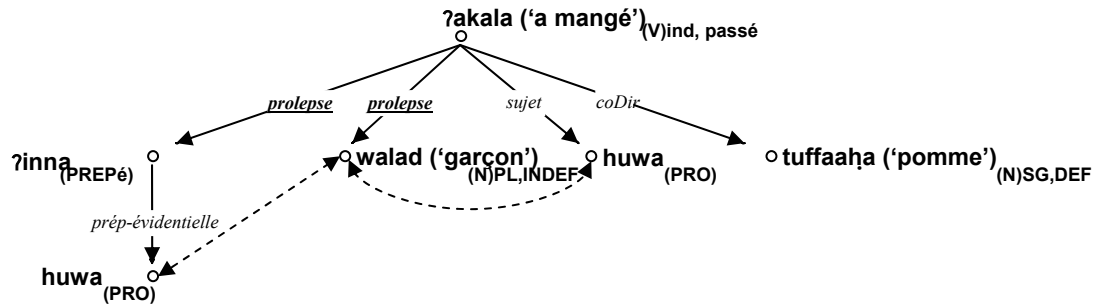 ʔakala ('a mangé')(V)ind, passé
prolepse prolepse sujet coDir
ʔinna(PREPé) walad ('garçon')(N)PL,INDEF huwa(PRO) tuffaaḥa ('pomme')(N)SG,DEF
prép-évidentielle
huwa(PRO)